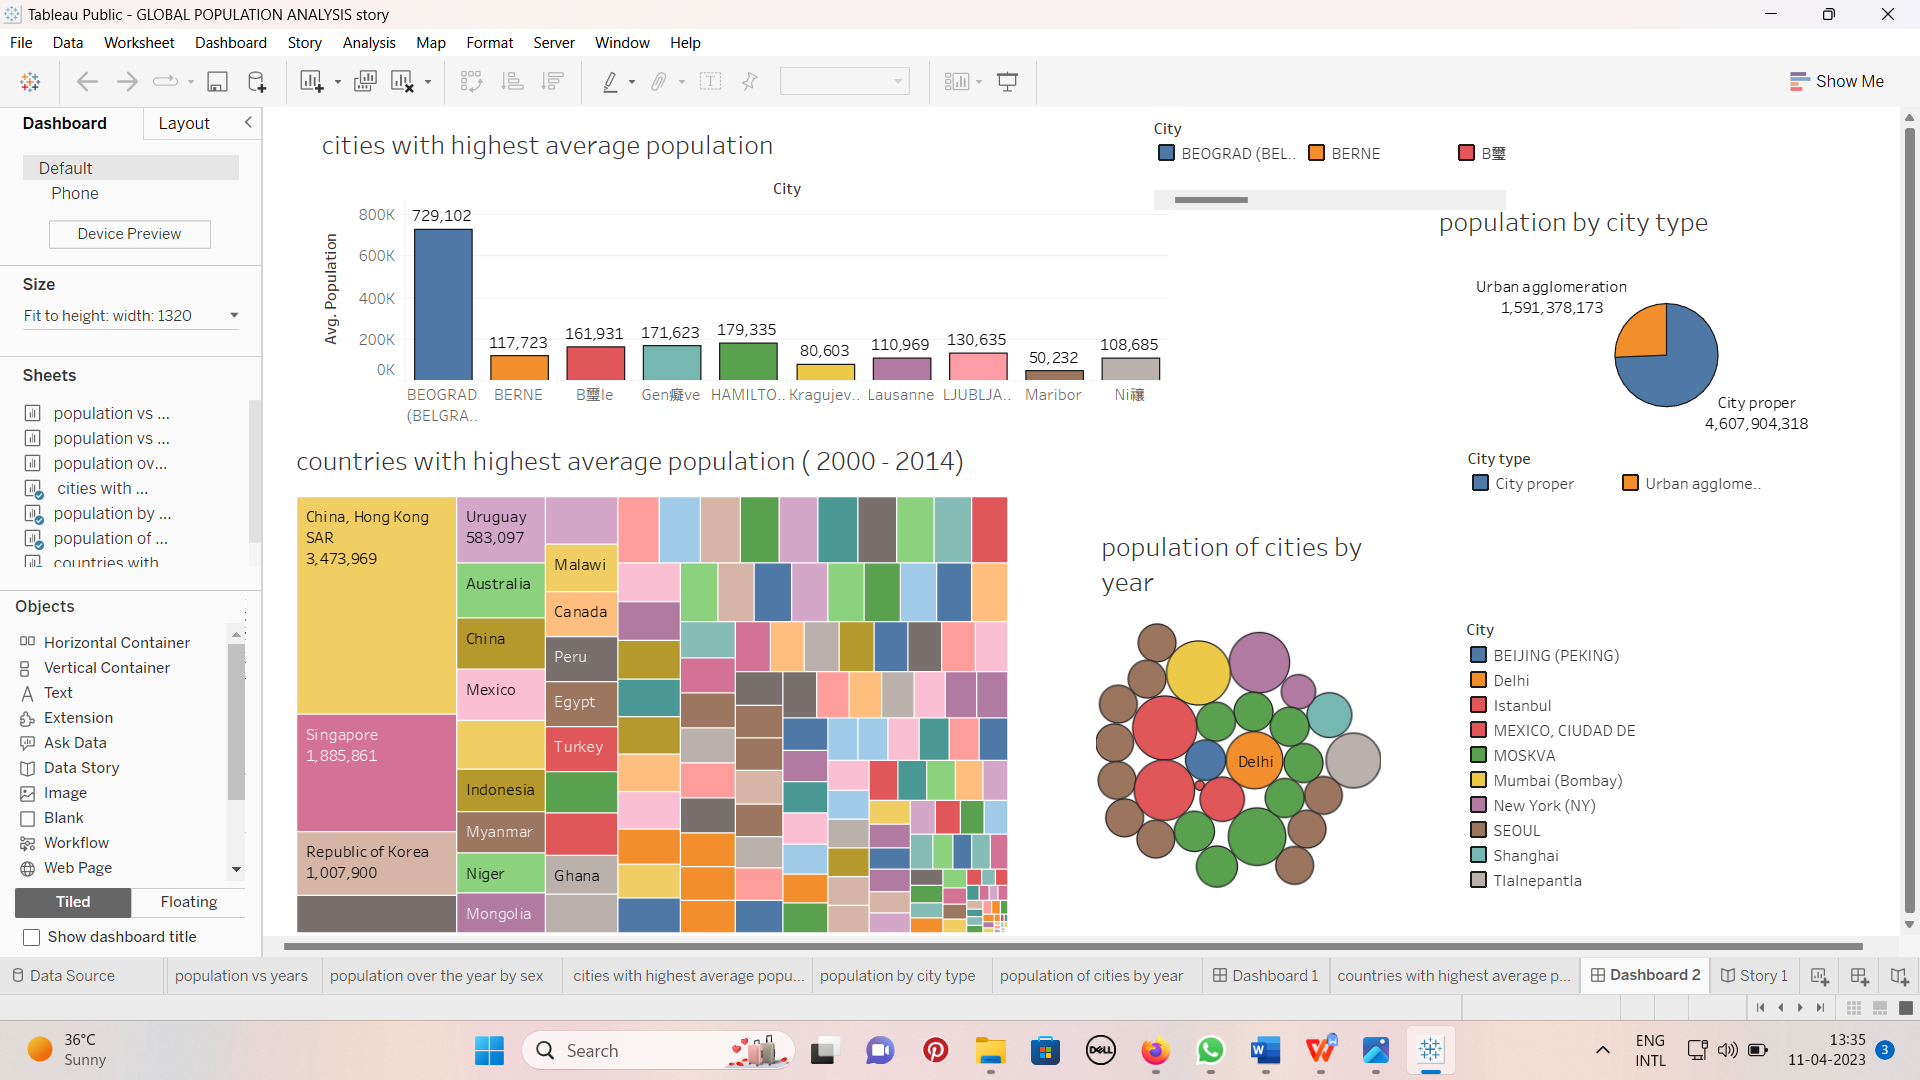 Tableau Public - GLOBAL POPULATION ANALYSIS story
File Data Worksheet Dashboard Story Analysis Map Format Server Window Help
Show Me
Dashboard Layout
Default
Phone
Device Preview
Size
Fit to height: width: 1320
Sheets
population vs ...
population vs ...
population ov...
cities with ...
population by ...
population of ...
countries with
Objects
Horizontal Container
Vertical Container
Text
Extension
Ask Data
Data Story
Image
Blank
Workflow
Web Page
Tiled Floating
Show dashboard title
cities with highest average population
City
Avg. Population
800K
600K
400K
200K
0K
729,102
117,723
161,931
171,623
179,335
80,603
110,969
130,635
50,232
108,685
BEOGRAD
(BELGRA..
BERNE
B璽le
Gen癡ve
HAMILTO..
Kragujev..
Lausanne
LJUBLJA..
Maribor
Ni禳
City
BEOGRAD (BEL.. BERNE B璽
population by city type
Urban agglomeration
1,591,378,173
City proper
4,607,904,318
City type
City proper Urban agglome..
countries with highest average population ( 2000 - 2014)
China, Hong Kong
SAR
3,473,969
Singapore
1,885,861
Republic of Korea
1,007,900
Uruguay
583,097
Australia
China
Mexico
Indonesia
Myanmar
Niger
Mongolia
Malawi
Canada
Peru
Egypt
Turkey
Ghana
population of cities by
year
Delhi
City
BEIJING (PEKING)
Delhi
Istanbul
MEXICO, CIUDAD DE
MOSKVA
Mumbai (Bombay)
New York (NY)
SEOUL
Shanghai
Tlalnepantla
Data Source population vs years population over the year by sex cities with highest average popu... population by city type population of cities by year Dashboard 1 countries with highest average p... Dashboard 2 Story 1
36°C
Sunny
Search
DELL
ENG
INTL
13:35
11-04-2023
3